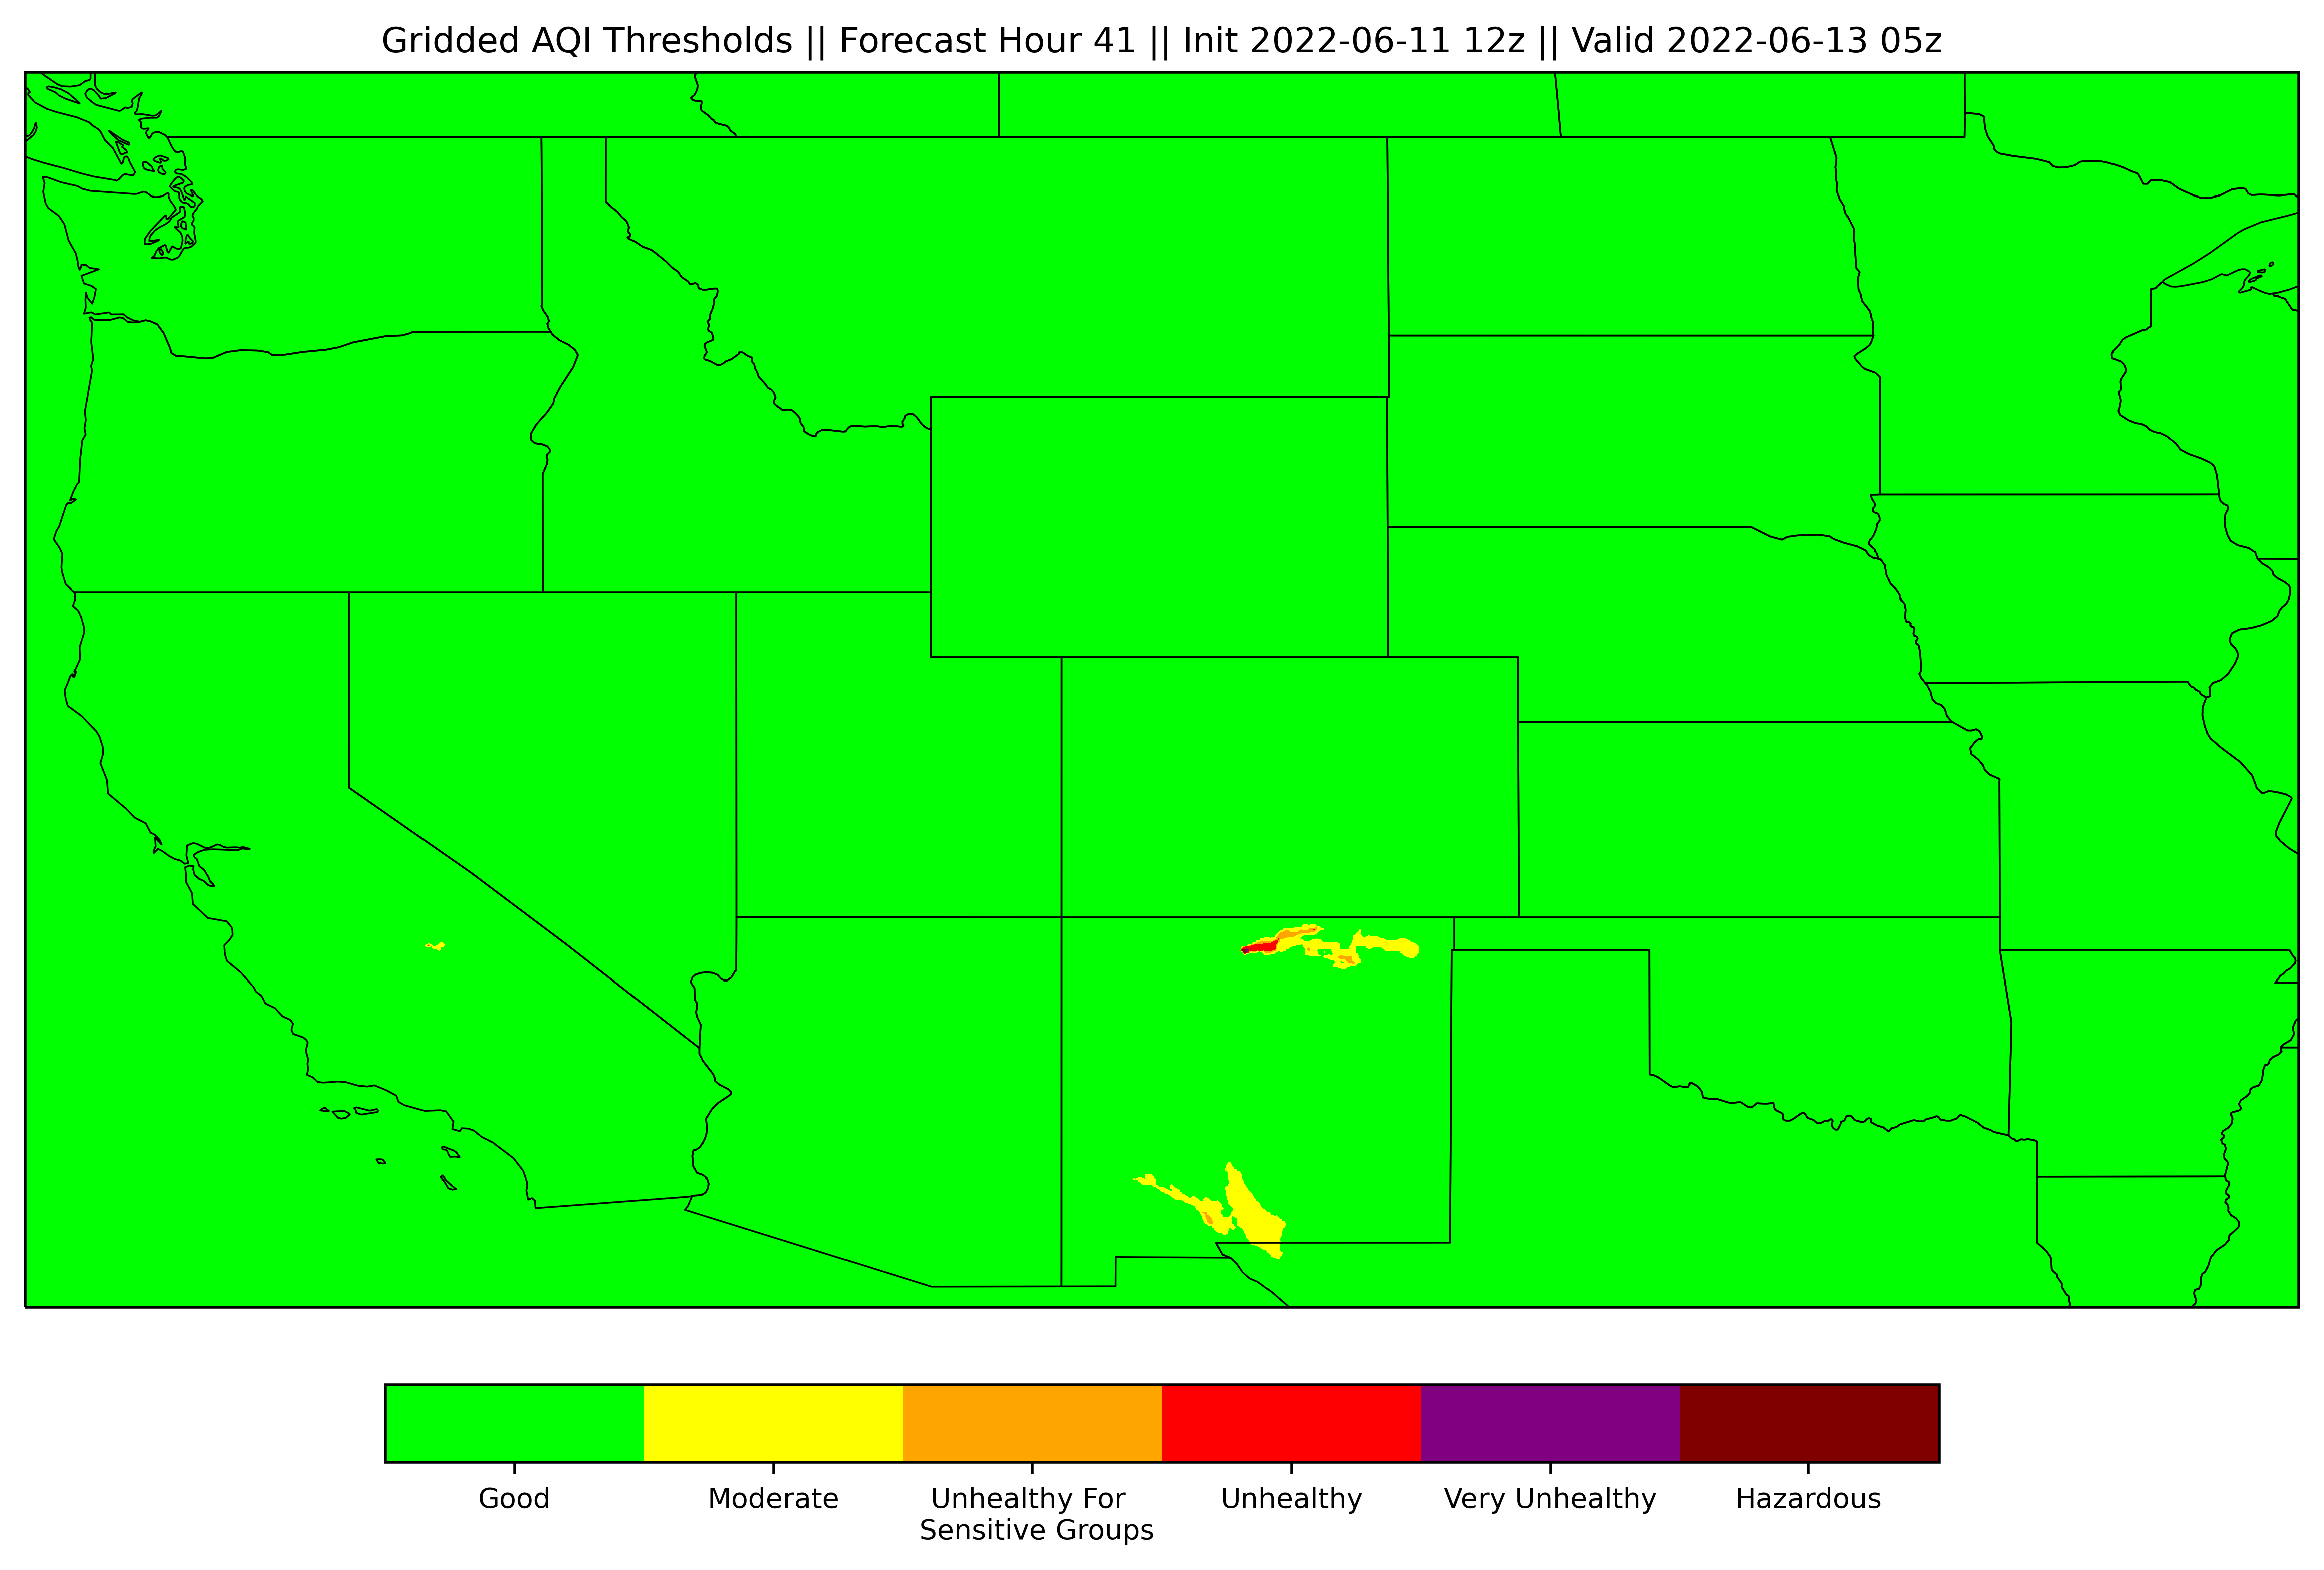 Gridded AQI Thresholds || Forecast Hour 41 || Init 2022-06-11 12z || Valid 2022-06-13 05z
Good
Moderate
Unhealthy For
Sensitive Groups
Unhealthy
Very Unhealthy
Hazardous